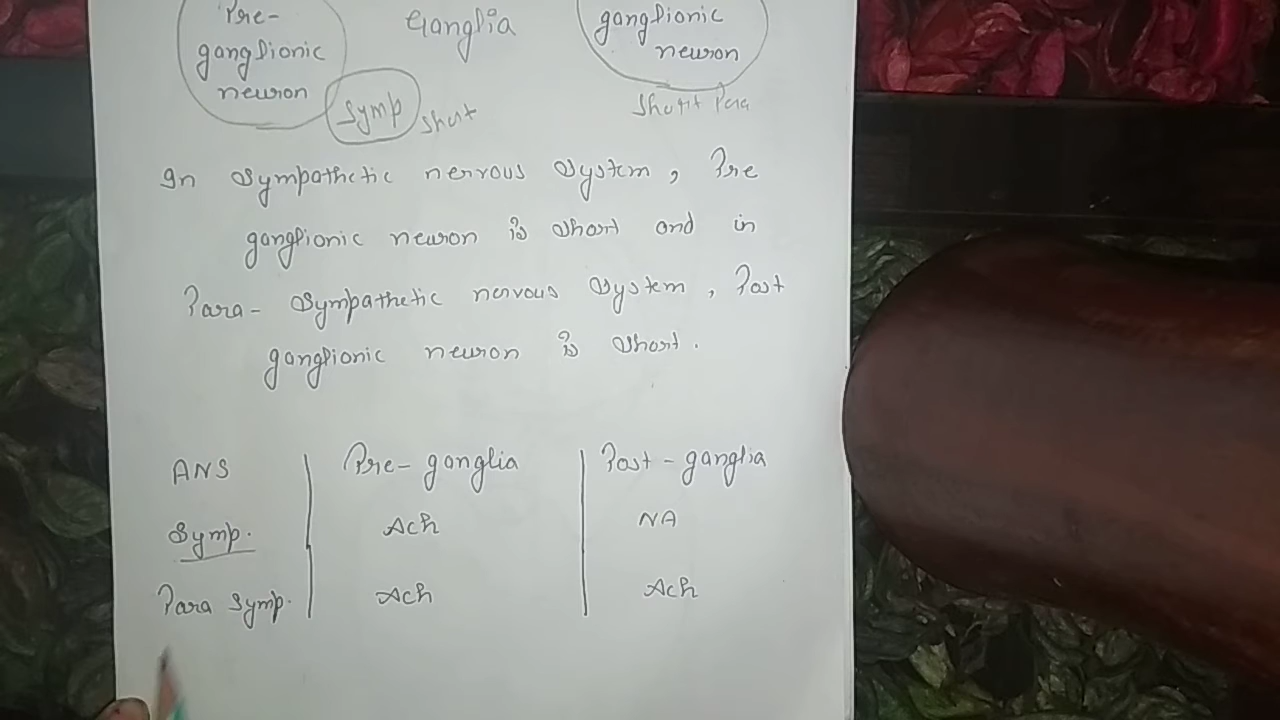 Pre-
ganglionic
neuron
Ganglia
ganglionic
neuron
Symp short
Short Para
In Sympathetic nervous System, Pre
ganglionic neuron is short and in
Para- Sympathetic nervous System, Post
ganglionic neuron is short.
ANS Pre-ganglia Post-ganglia
Symp. Ach NA
Para Symp. Ach Ach